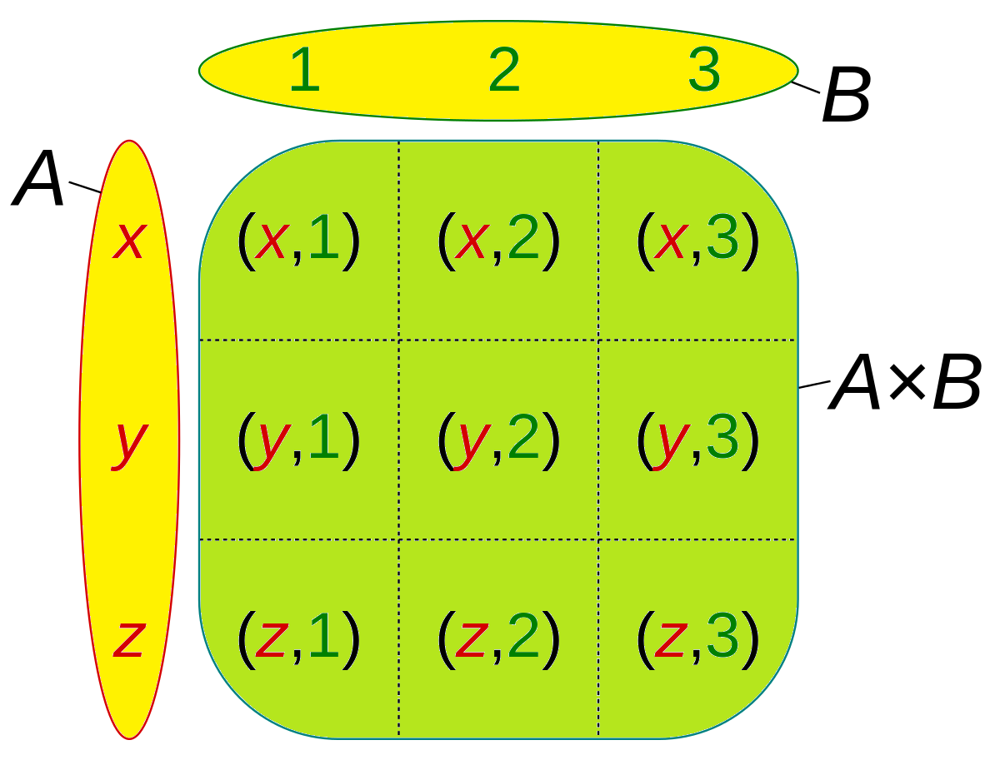 1 2 3
B
A
x (x,1) (x,2) (x,3)
A×B
y (y,1) (y,2) (y,3)
z (z,1) (z,2) (z,3)